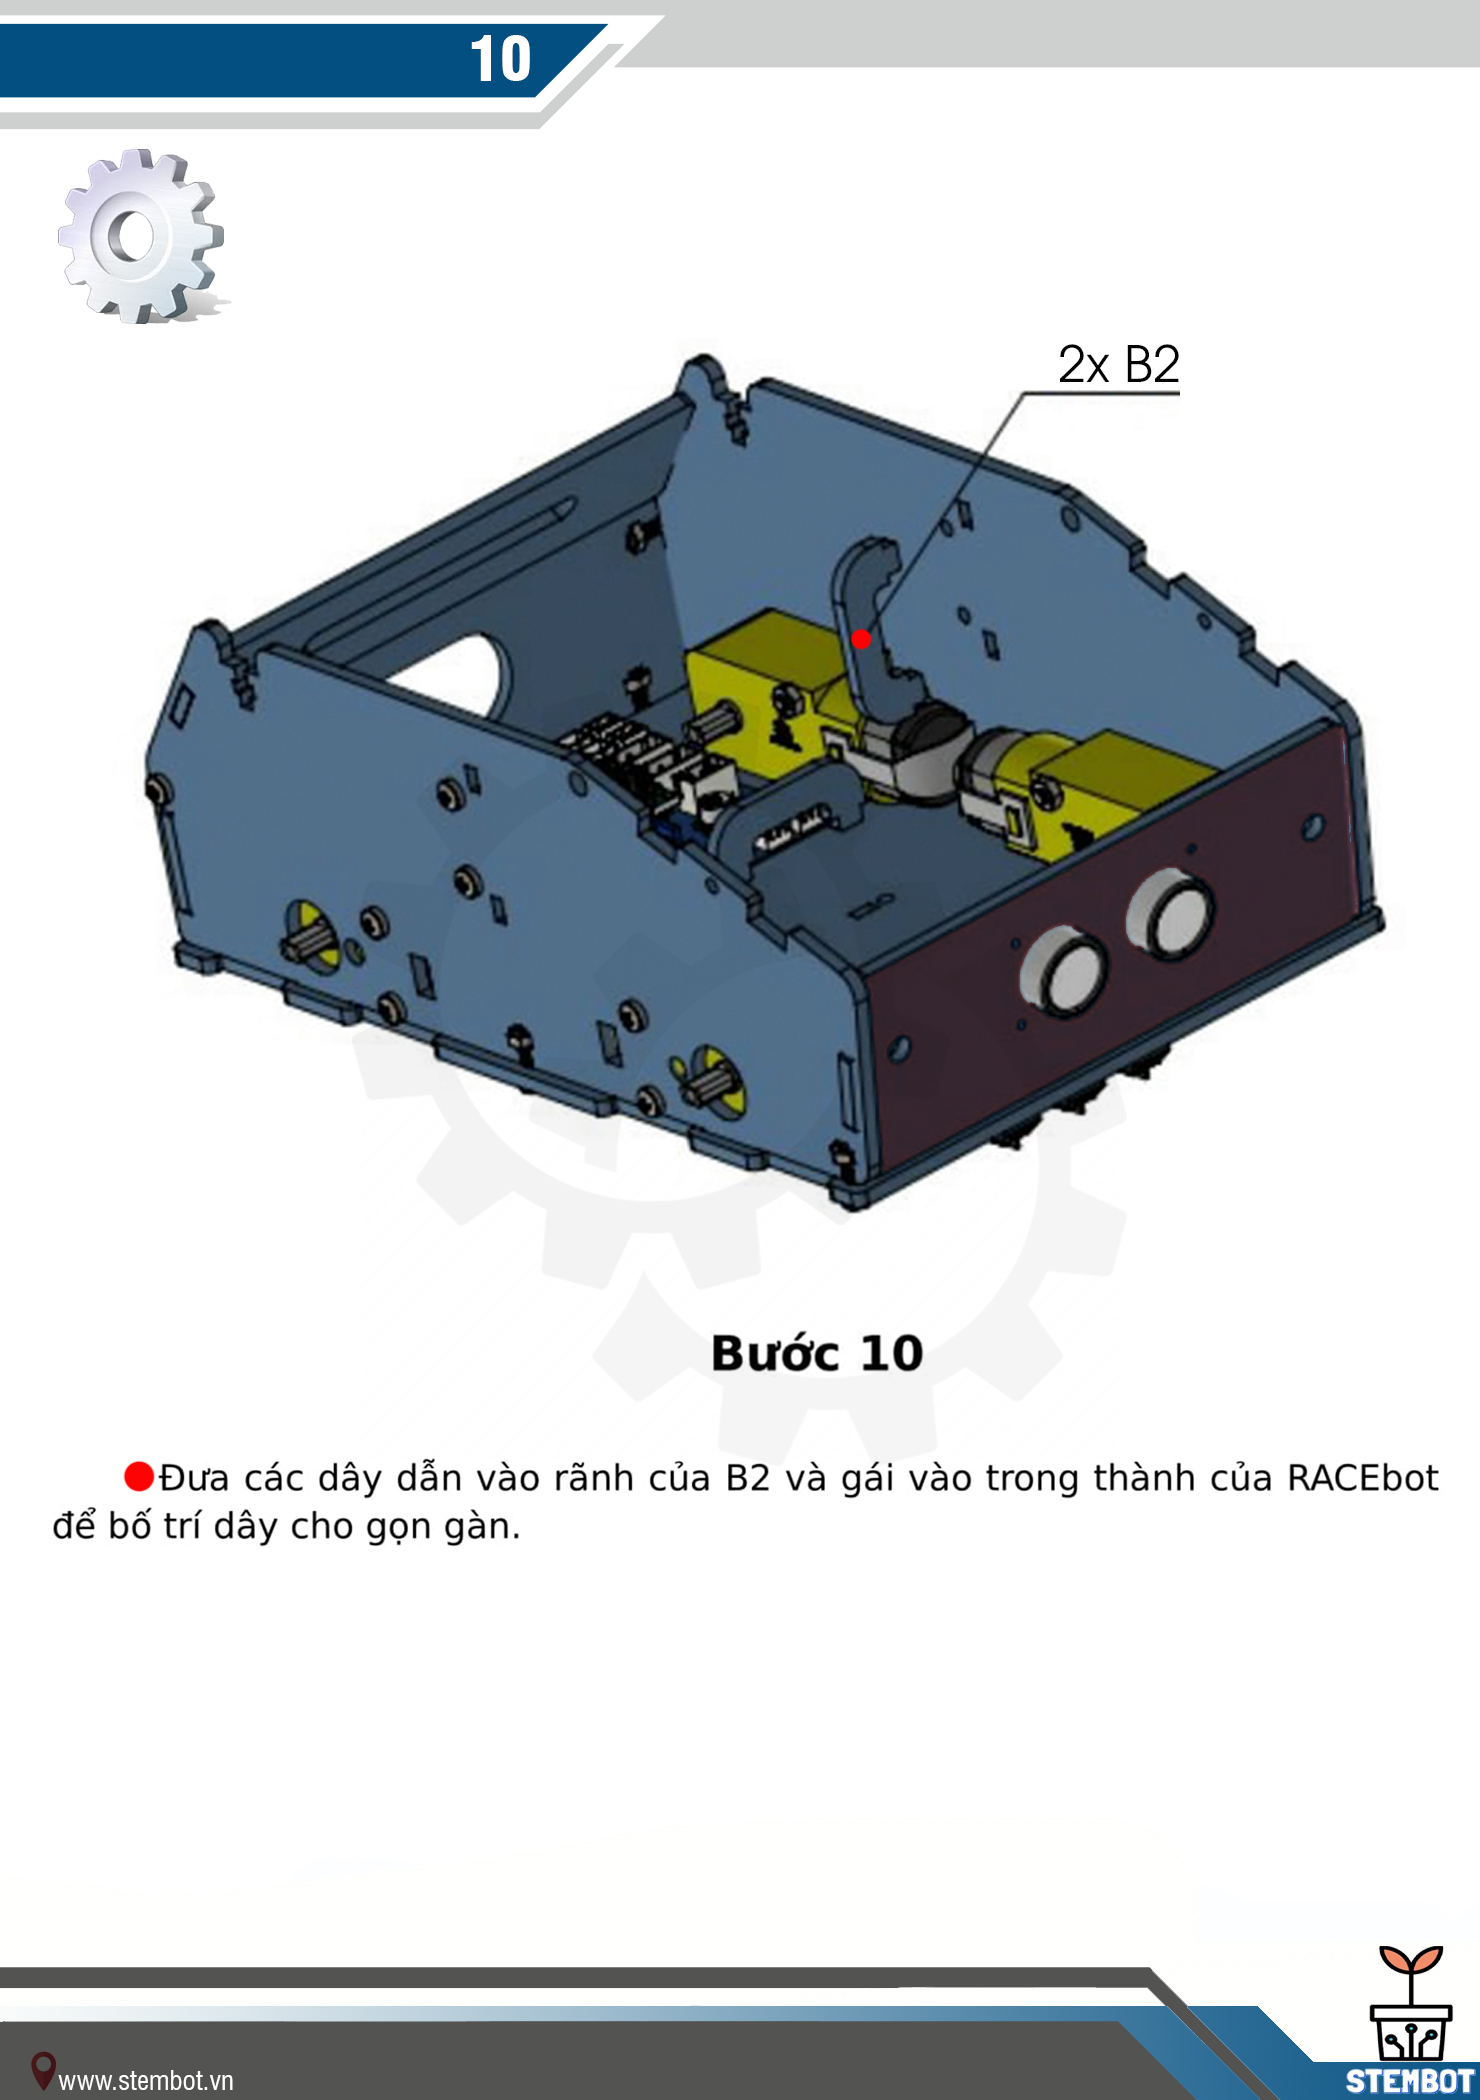 10
2x B2
Bước 10
Đưa các dây dẫn vào rãnh của B2 và gái vào trong thành của RACEbot
để bố trí dây cho gọn gàn.
www.stembot.vn
STEMBOT